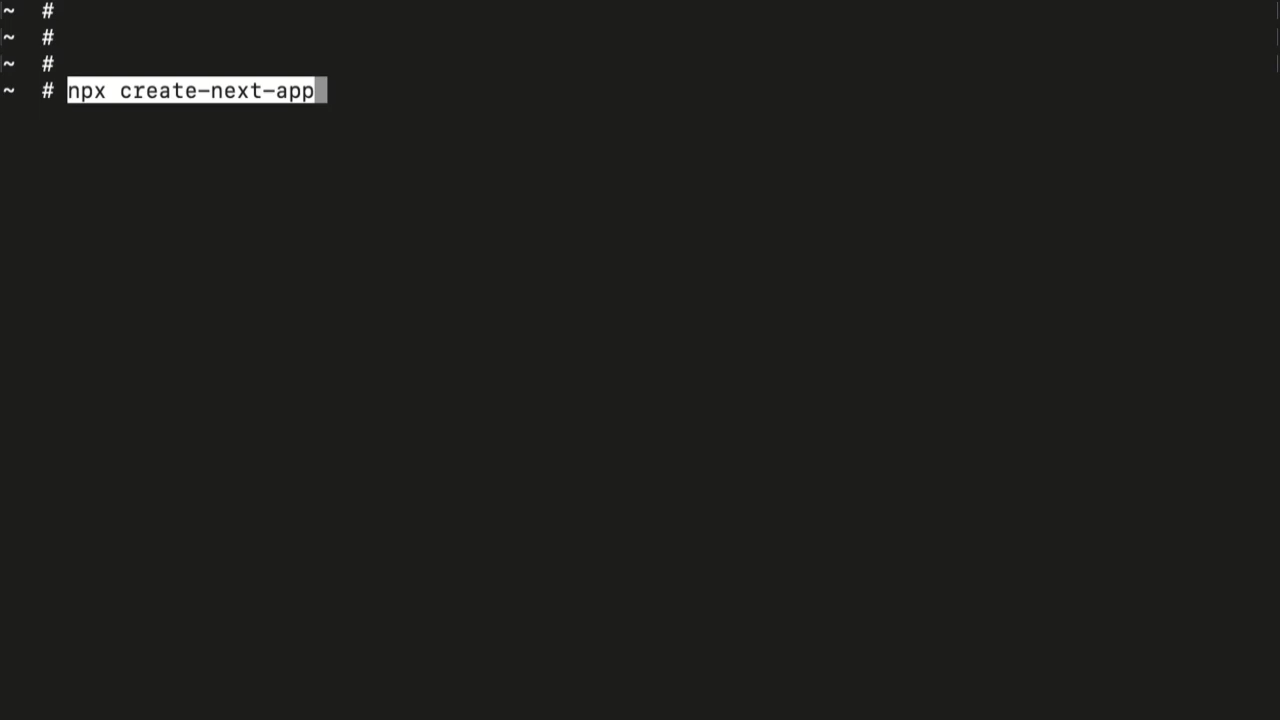 ~ #
~ #
~ #
~ # npx create-next-app